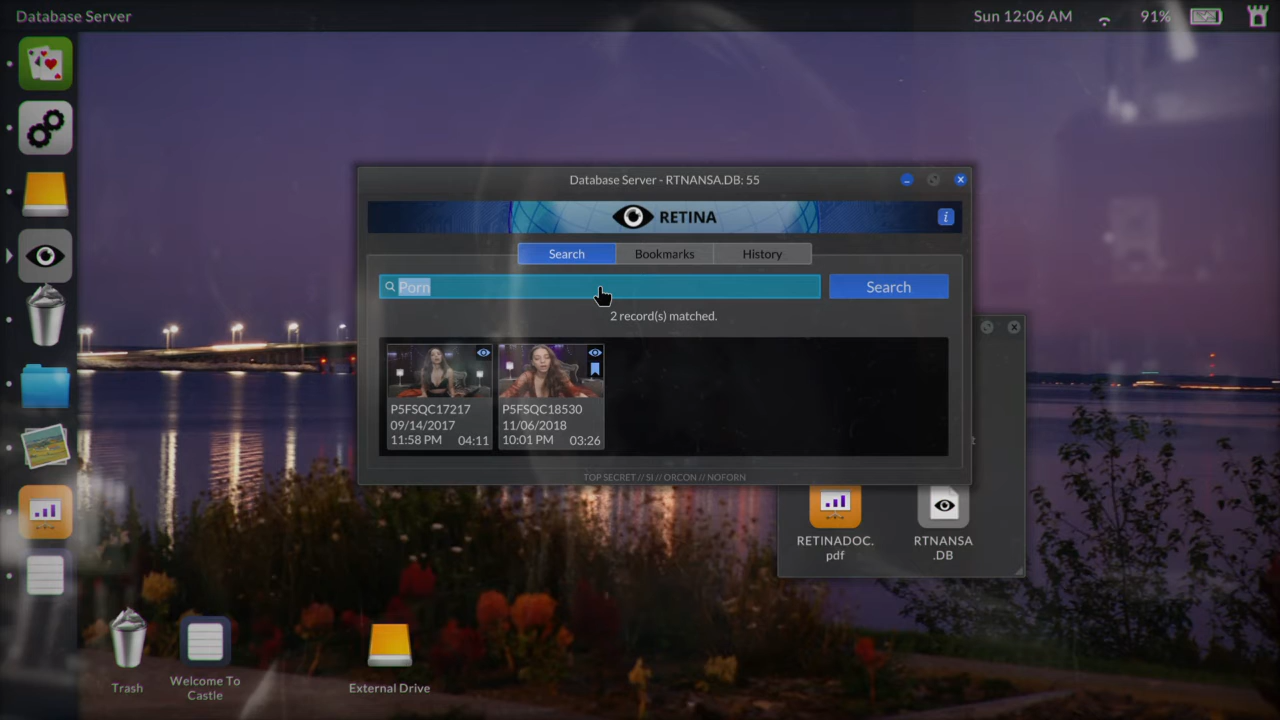 Database Server
Sun 12:06 AM
91%
Database Server - RTNANSA.DB: 55
RETINA
i
Search
Bookmarks
History
Porn
Search
2 record(s) matched.
P5FSQC17217
09/14/2017
11:58 PM
04:11
P5FSQC18530
11/06/2018
10:01 PM
03:26
TOP SECRET // SI // ORCON // NOFORN
RETINADOC.
pdf
RTNANSA
.DB
Trash
Welcome To
Castle
External Drive